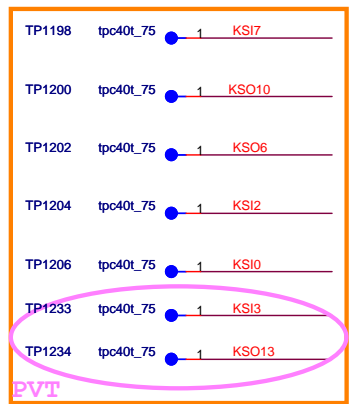 TP1198 tpc40t_75 1 KSI7
TP1200 tpc40t_75 1 KSO10
TP1202 tpc40t_75 1 KSO6
TP1204 tpc40t_75 1 KSI2
TP1206 tpc40t_75 1 KSI0
TP1233 tpc40t_75 1 KSI3
TP1234 tpc40t_75 1 KSO13
PVT